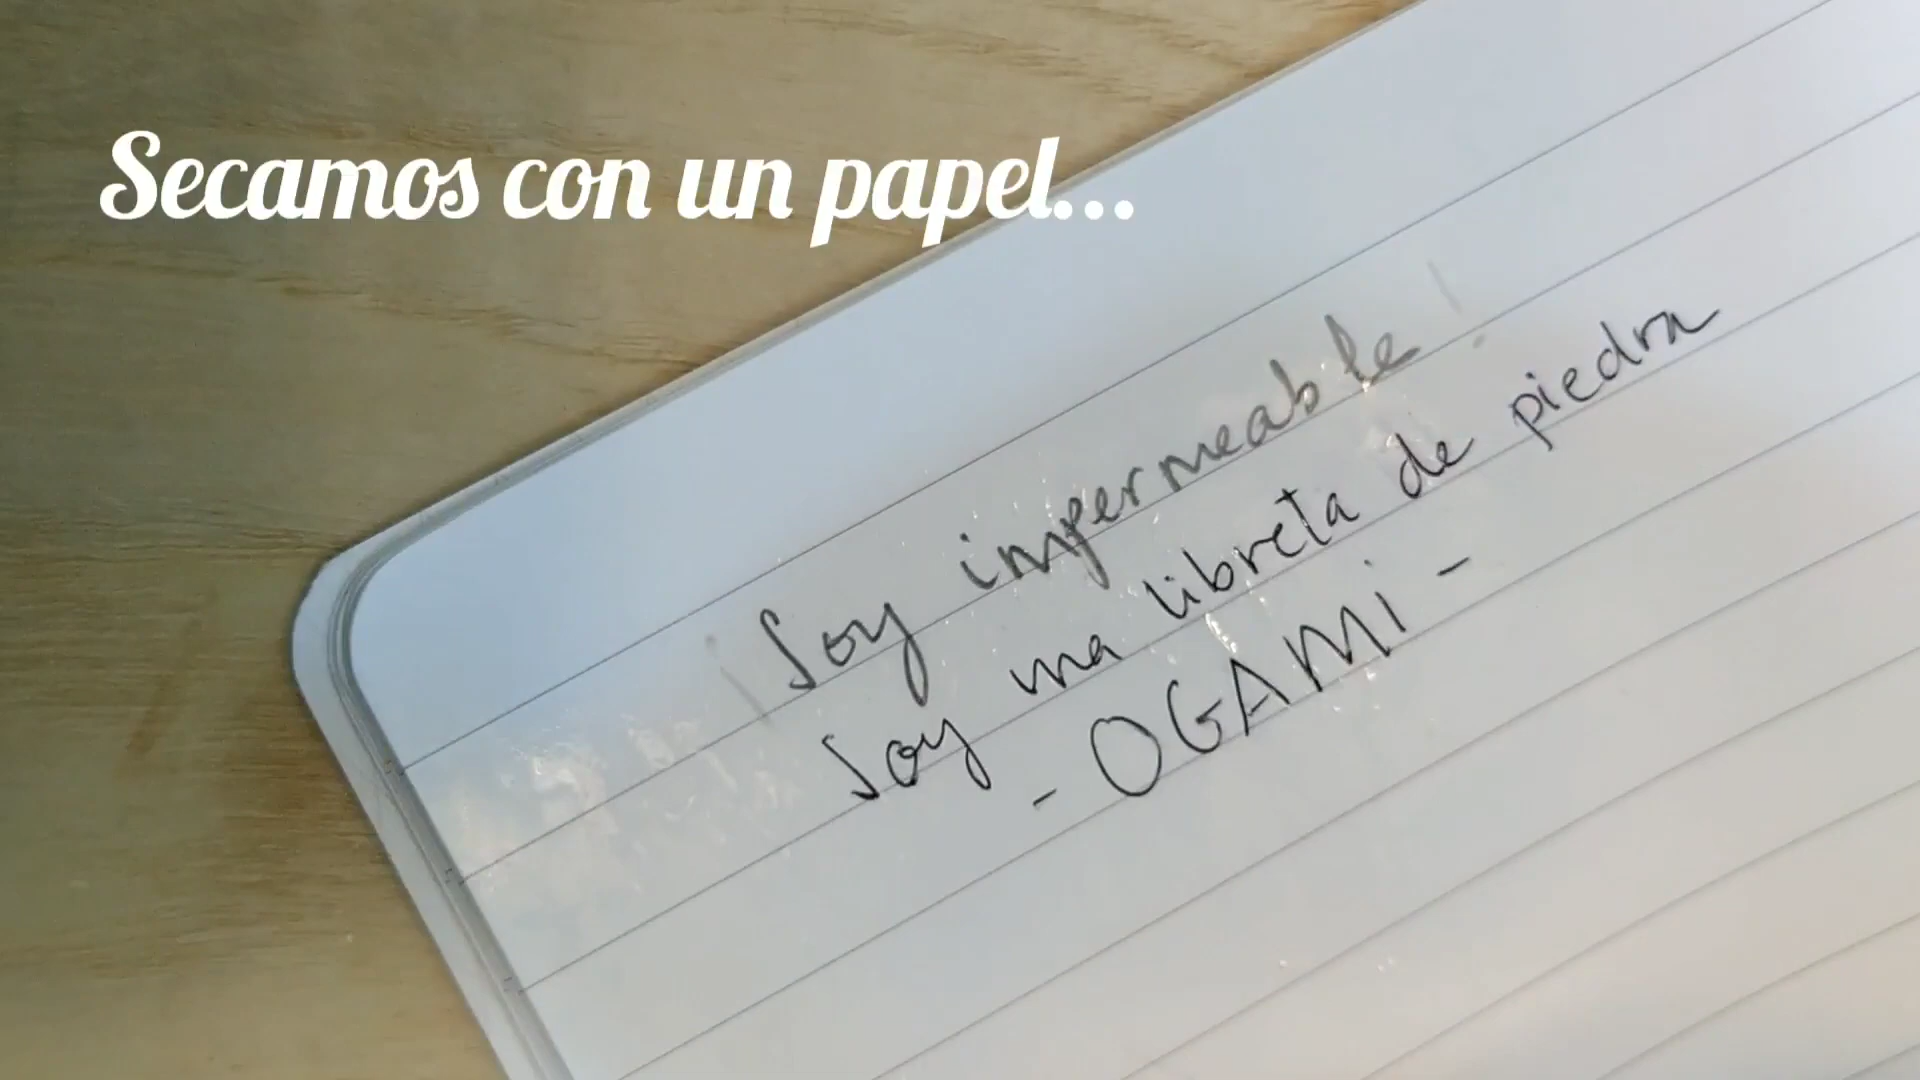 Secamos con un papel...
¡Soy impermeable!
Soy una libreta de piedra
- OGAMI -